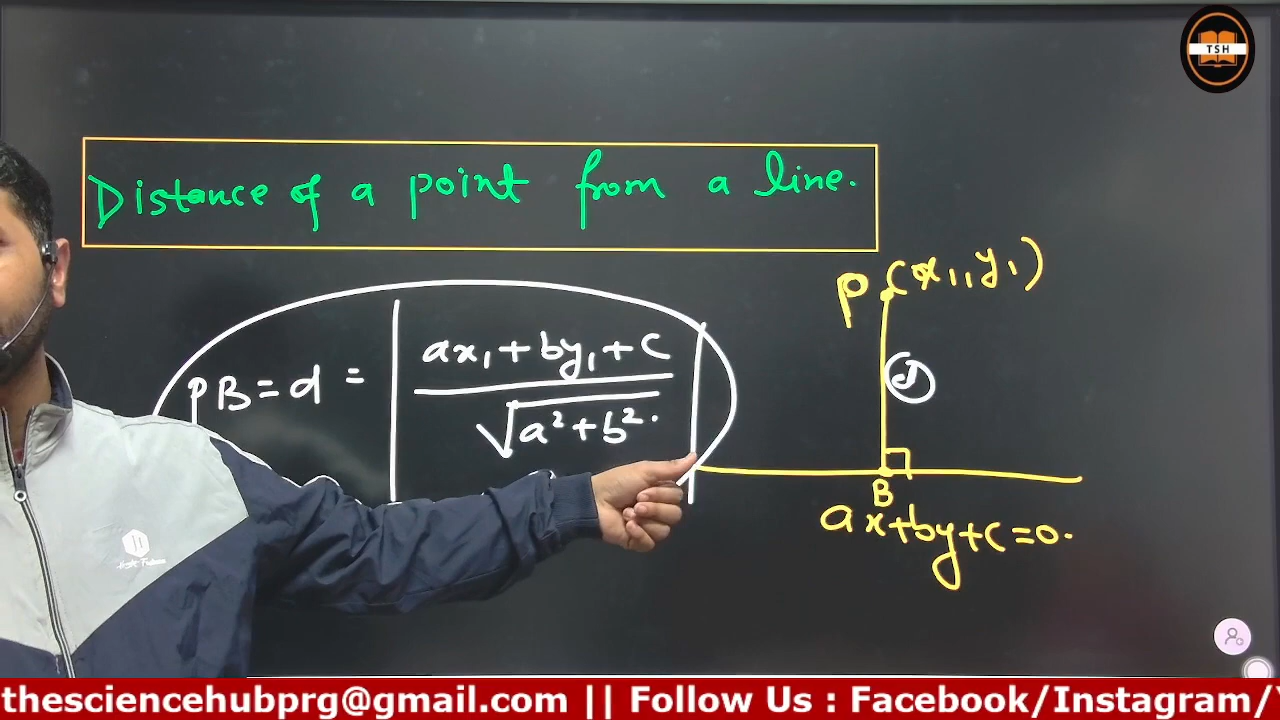 TSH
Distance of a point from a line.
P(x₁, y₁)
PB = d = | ax₁ + by₁ + c / √a² + b² |
d
B
ax + by + c = 0.
thesciencehubprg@gmail.com || Follow Us : Facebook/Instagram/